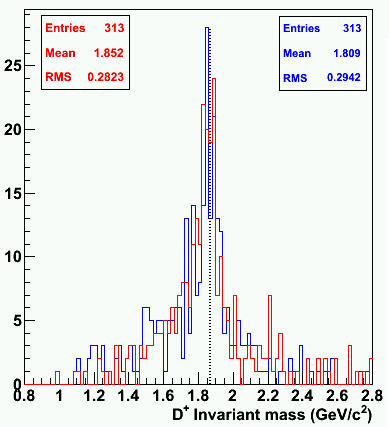 Entries 313
Mean 1.852
RMS 0.2823
Entries 313
Mean 1.809
RMS 0.2942
25
20
15
10
5
0
0.8 1 1.2 1.4 1.6 1.8 2 2.2 2.4 2.6 2.8
D⁺ Invariant mass (GeV/c²)